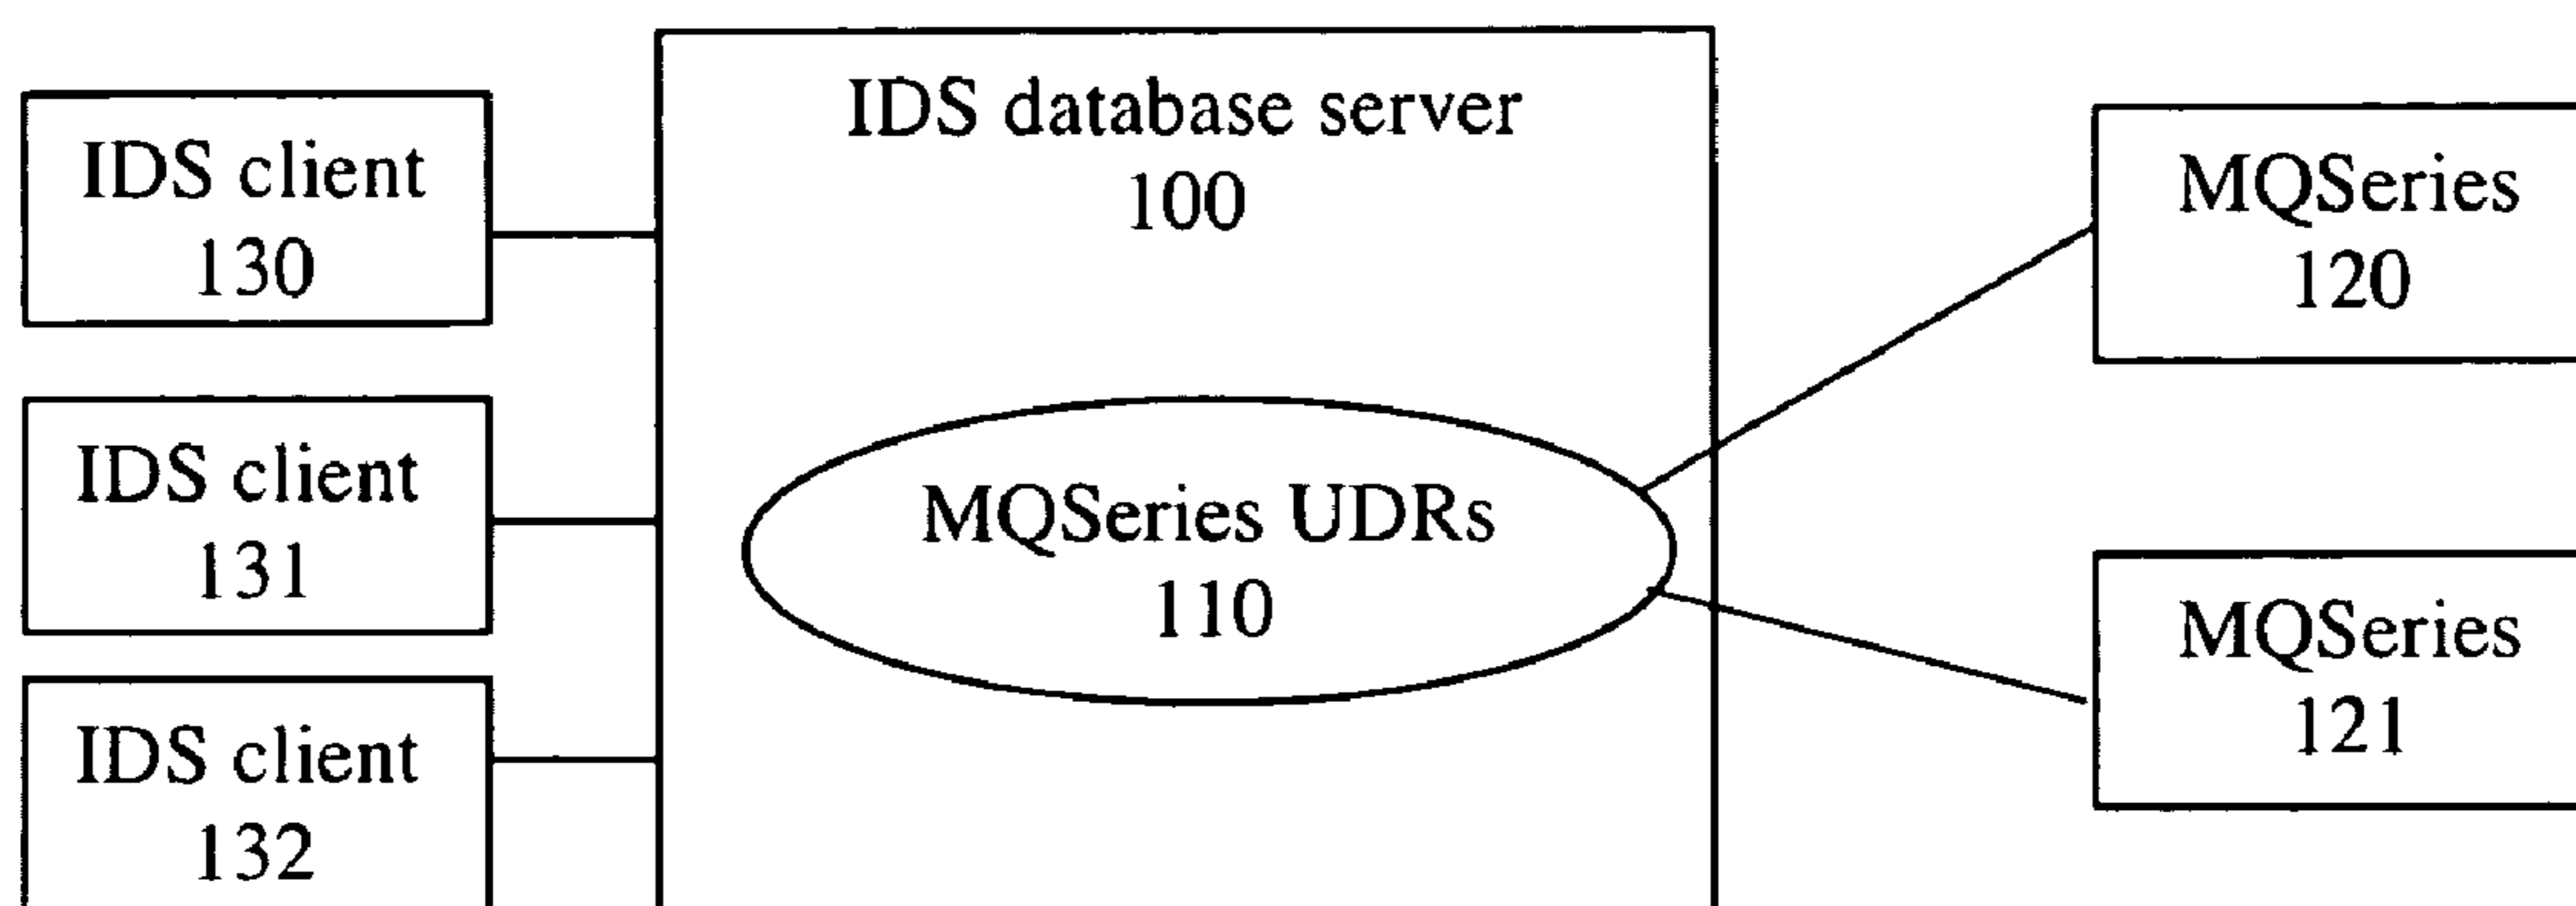 IDS client
130
IDS client
131
IDS client
132
IDS database server
100
MQSeries UDRs
110
MQSeries
120
MQSeries
121